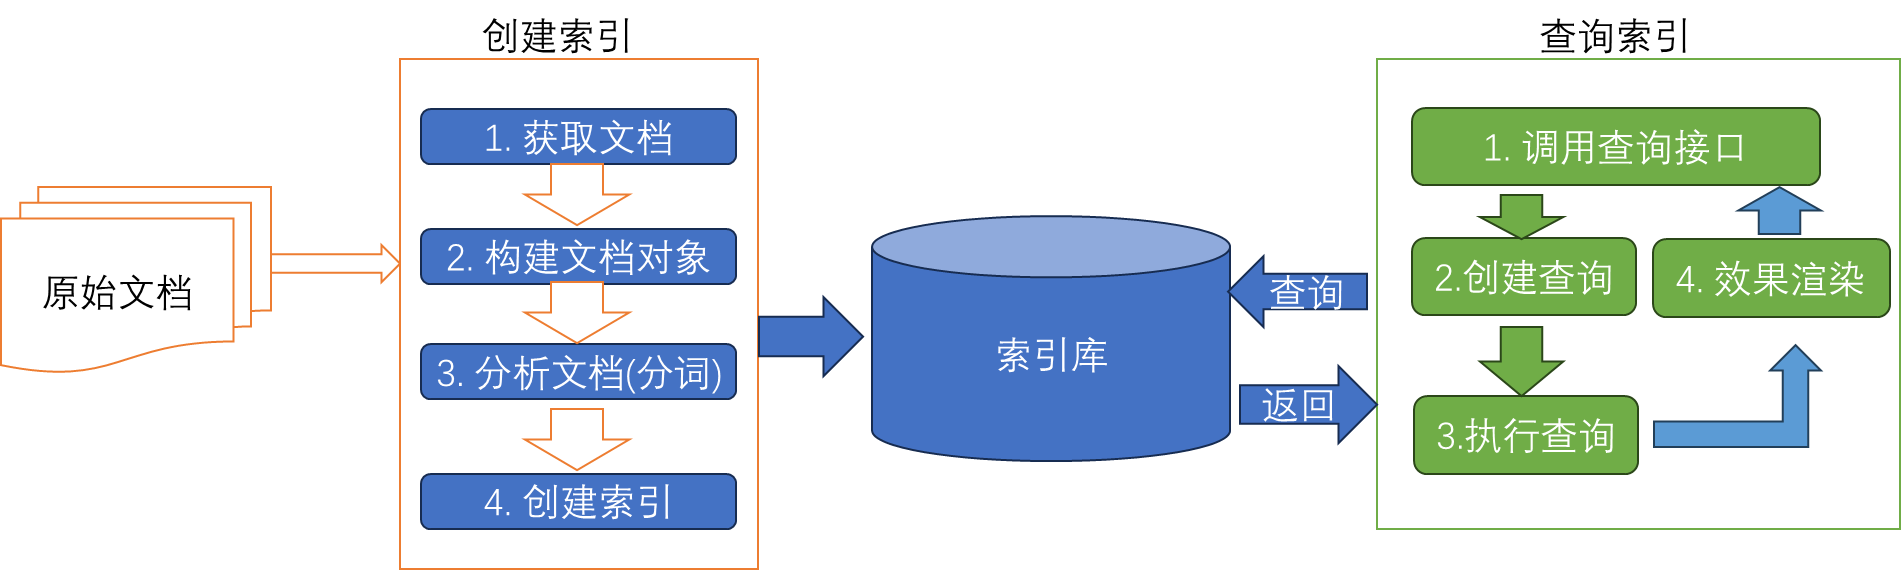 原始文档
创建索引
1. 获取文档
2. 构建文档对象
3. 分析文档(分词)
4. 创建索引
索引库
查询
返回
查询索引
1. 调用查询接口
2.创建查询
3.执行查询
4. 效果渲染